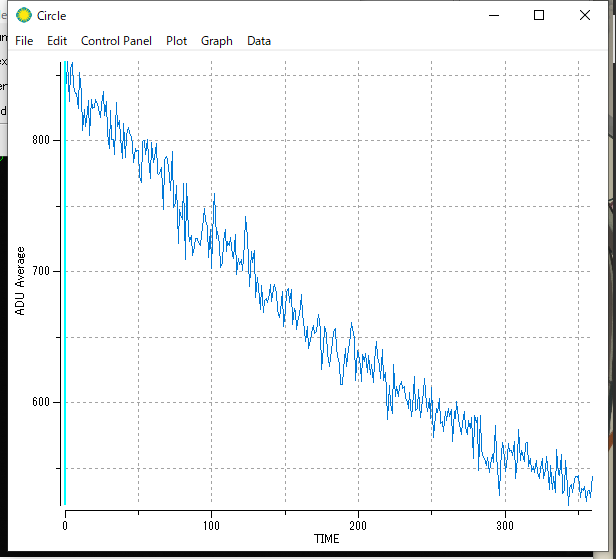 Circle
File Edit Control Panel Plot Graph Data
800
700
600
ADU Average
0 100 200 300
TIME